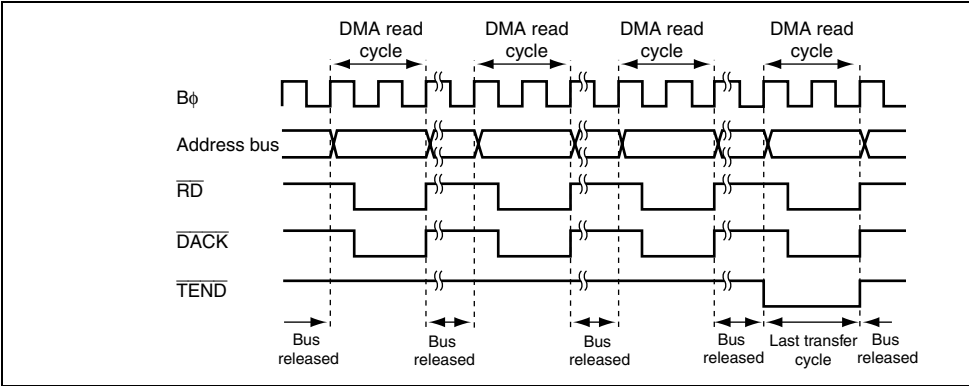 DMA read cycle
DMA read cycle
DMA read cycle
DMA read cycle
Bϕ
Address bus
RD
DACK
TEND
Bus released
Bus released
Bus released
Bus released
Last transfer cycle
Bus released